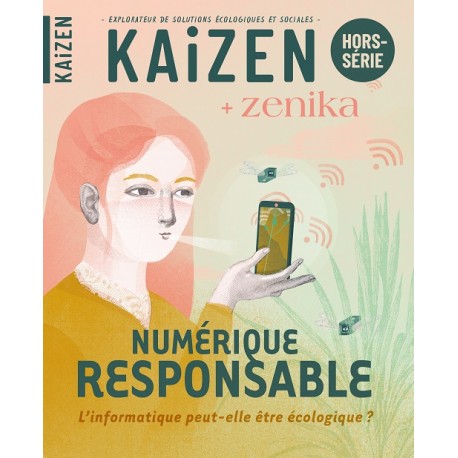 - EXPLORATEUR DE SOLUTIONS ÉCOLOGIQUES ET SOCIALES -
KAiZEN
KAiZEN
HORS-
SÉRIE
+ zenika
NUMÉRIQUE
RESPONSABLE
L'informatique peut-elle être écologique ?